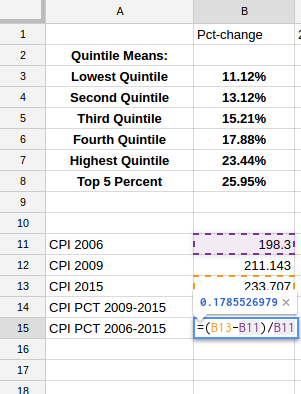 A B
1 Pct-change
2 Quintile Means:
3 Lowest Quintile 11.12%
4 Second Quintile 13.12%
5 Third Quintile 15.21%
6 Fourth Quintile 17.88%
7 Highest Quintile 23.44%
8 Top 5 Percent 25.95%
9
10
11 CPI 2006 198.3
12 CPI 2009 211.143
13 CPI 2015 233.707
14 CPI PCT 2009-2015 0.1785526979 ×
15 CPI PCT 2006-2015 =(B13-B11)/B11
16
17
18